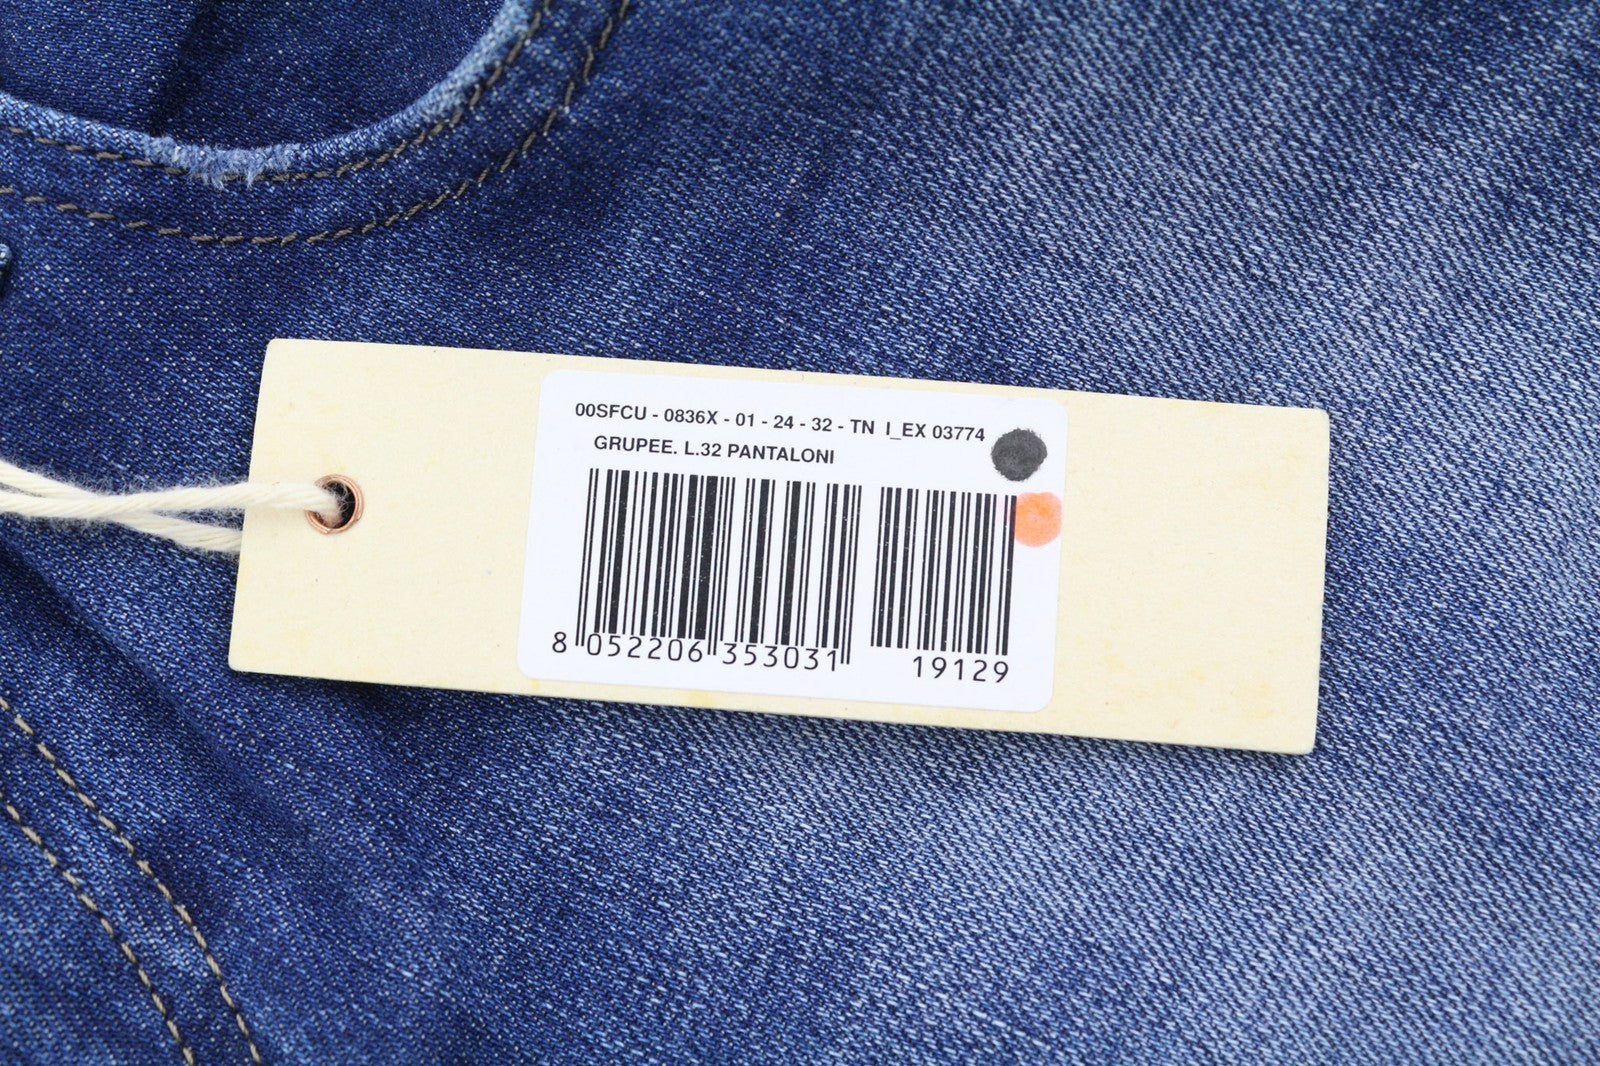 00SFCU - 0836X - 01 - 24 - 32 - TN I_EX 03774
GRUPEE. L.32 PANTALONI
8 052206 353031
19129